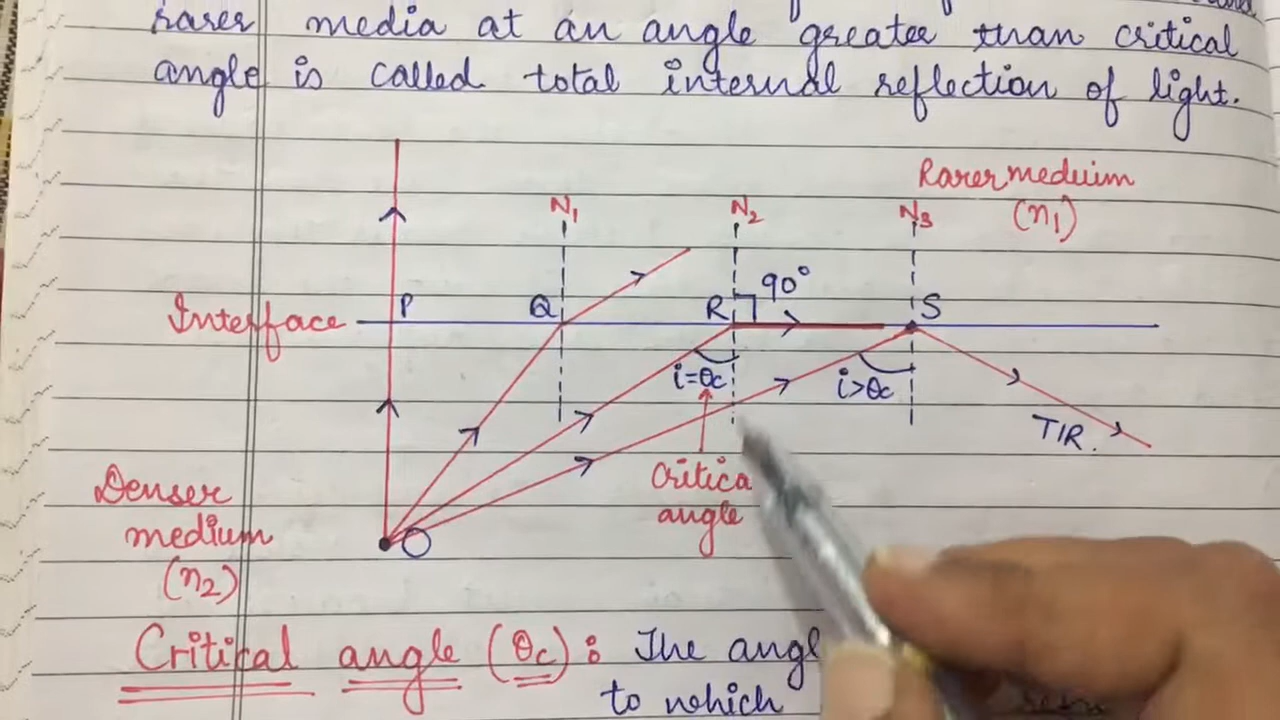 rarer media at an angle greater than critical
angle is called total internal reflection of light.
Rarer meduim
(n₁)
N₁
N₂
N₃
90°
Interface
P
Q
R
S
i=θc
i>θc
TIR.
Critica
angle
Denser
medium
(n₂)
O
Critical angle (θc): The angl
to which